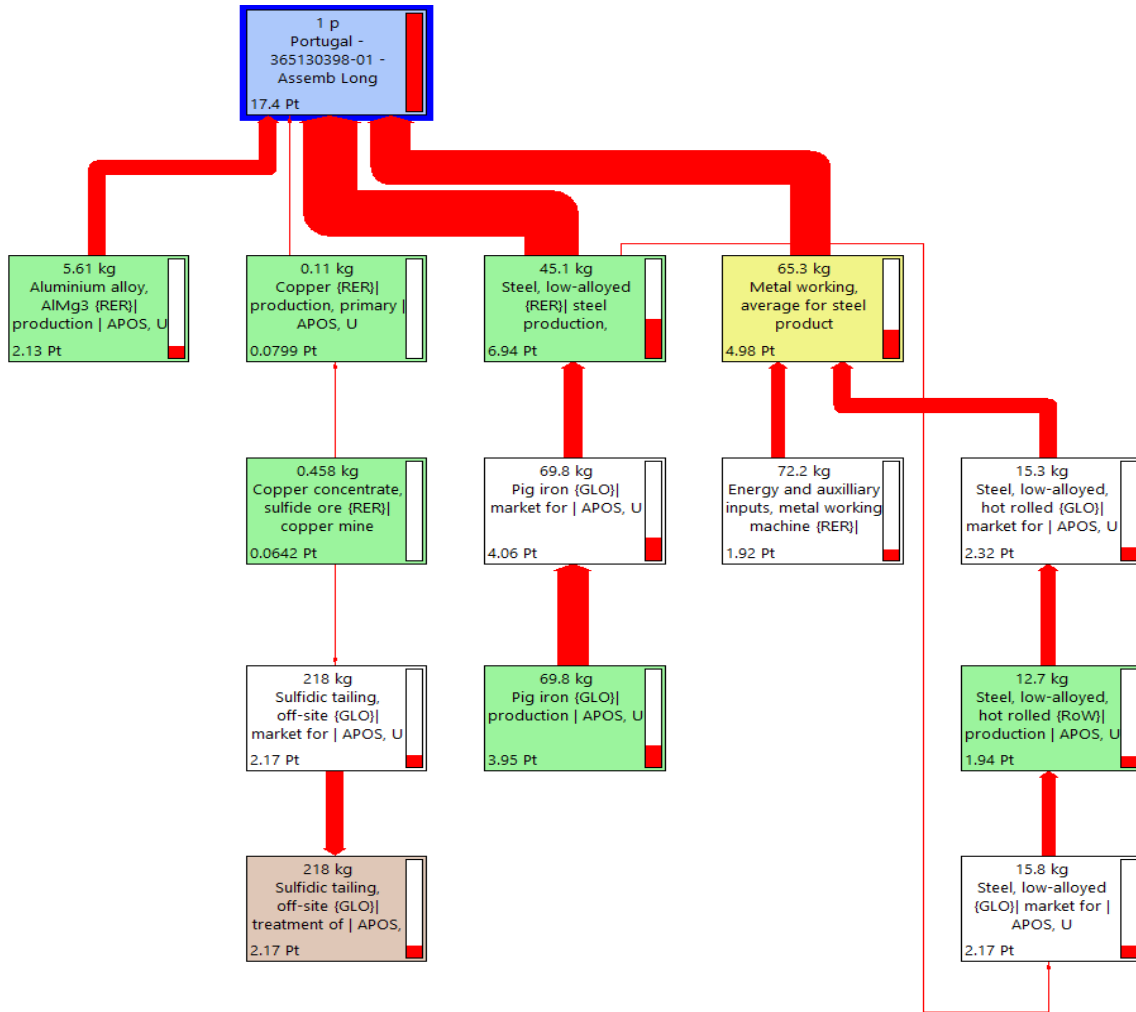 1 p
Portugal -
365130398-01 -
Assemb Long
17.4 Pt
5.61 kg
Aluminium alloy,
AlMg3 {RER}|
production | APOS, U
2.13 Pt
0.11 kg
Copper {RER}|
production, primary |
APOS, U
0.0799 Pt
45.1 kg
Steel, low-alloyed
{RER}| steel
production,
6.94 Pt
65.3 kg
Metal working,
average for steel
product
4.98 Pt
0.458 kg
Copper concentrate,
sulfide ore {RER}|
copper mine
0.0642 Pt
69.8 kg
Pig iron {GLO}|
market for | APOS, U
4.06 Pt
72.2 kg
Energy and auxilliary
inputs, metal working
machine {RER}|
1.92 Pt
15.3 kg
Steel, low-alloyed,
hot rolled {GLO}|
market for | APOS, U
2.32 Pt
218 kg
Sulfidic tailing,
off-site {GLO}|
market for | APOS, U
2.17 Pt
69.8 kg
Pig iron {GLO}|
production | APOS, U
3.95 Pt
12.7 kg
Steel, low-alloyed,
hot rolled {RoW}|
production | APOS, U
1.94 Pt
218 kg
Sulfidic tailing,
off-site {GLO}|
treatment of | APOS,
2.17 Pt
15.8 kg
Steel, low-alloyed
{GLO}| market for |
APOS, U
2.17 Pt